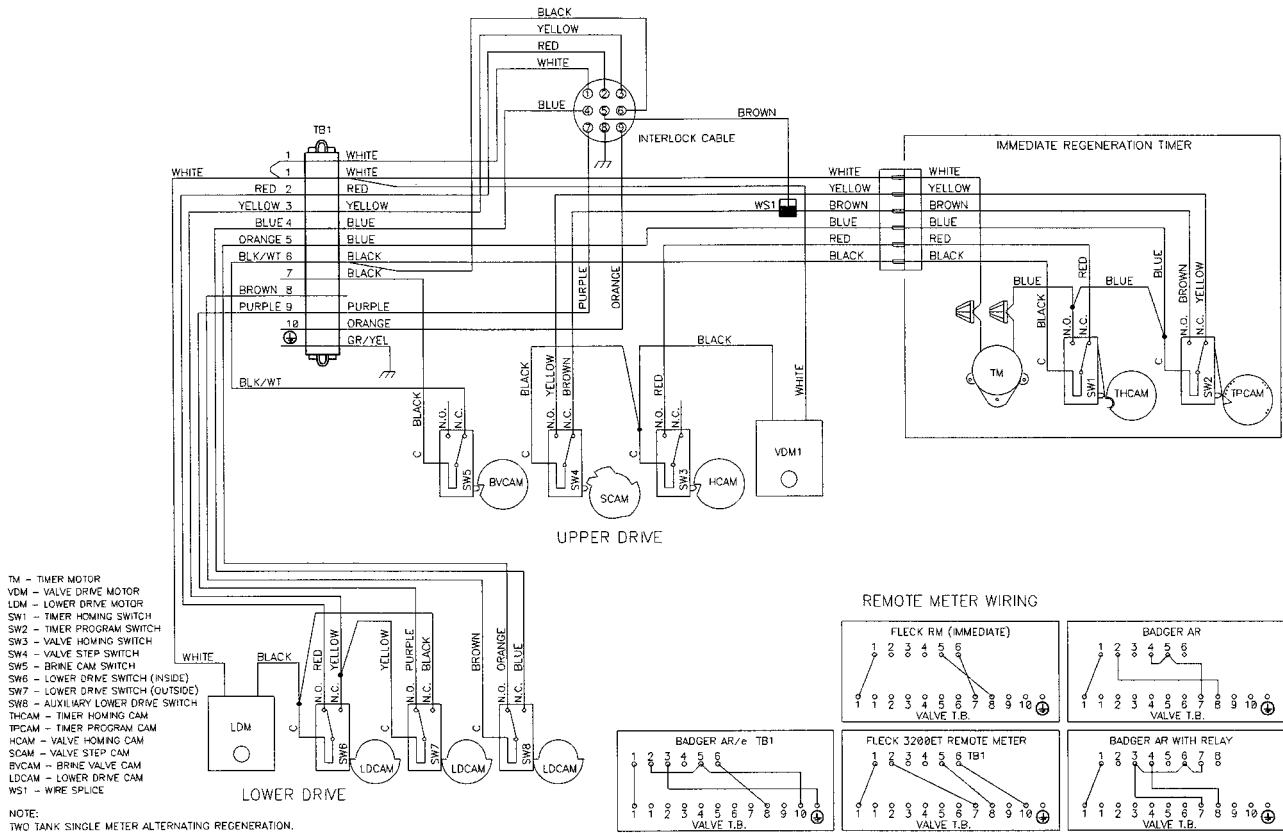 BLACK
YELLOW
RED
WHITE
1 2 3
BLUE 4 5 6
7 8 9
BROWN
INTERLOCK CABLE
TB1
IMMEDIATE REGENERATION TIMER
1 WHITE
WHITE 1 WHITE
RED 2 RED
YELLOW 3 YELLOW
BLUE 4 BLUE
ORANGE 5 BLUE
BLK/WT 6 BLACK
7 BLACK
BROWN 8
PURPLE 9 PURPLE
10 ORANGE
GR/YEL
BLK/WT
PURPLE
ORANGE
WS1
WHITE WHITE
YELLOW YELLOW
BROWN BROWN
BLUE BLUE
RED RED
BLACK BLACK
BLUE
BLACK
RED
BLUE
BLUE
BROWN
YELLOW
N.O.
N.C.
N.O.
N.C.
C
C
TM
SW1
THCAM
SW2
TPCAM
BLACK
BLACK
YELLOW
BROWN
RED
BLACK
WHITE
N.O.
N.C.
N.O.
N.C.
N.O.
N.C.
C
C
C
SW5
BVCAM
SW4
SCAM
SW3
HCAM
VDM1
UPPER DRIVE
TM – TIMER MOTOR
VDM – VALVE DRIVE MOTOR
LDM – LOWER DRIVE MOTOR
SW1 – TIMER HOMING SWITCH
SW2 – TIMER PROGRAM SWITCH
SW3 – VALVE HOMING SWITCH
SW4 – VALVE STEP SWITCH
SW5 – BRINE CAM SWITCH
SW6 – LOWER DRIVE SWITCH (INSIDE)
SW7 – LOWER DRIVE SWITCH (OUTSIDE)
SW8 – AUXILIARY LOWER DRIVE SWITCH
THCAM – TIMER HOMING CAM
TPCAM – TIMER PROGRAM CAM
HCAM – VALVE HOMING CAM
SCAM – VALVE STEP CAM
BVCAM – BRINE VALVE CAM
LDCAM – LOWER DRIVE CAM
WS1 – WIRE SPLICE
NOTE:
TWO TANK SINGLE METER ALTERNATING REGENERATION.
WHITE
BLACK
RED
YELLOW
YELLOW
PURPLE
BLACK
BROWN
ORANGE
BLUE
N.O.
N.C.
N.O.
N.C.
N.O.
N.C.
C
C
C
LDM
SW6
LDCAM
SW7
LDCAM
SW8
LDCAM
LOWER DRIVE
REMOTE METER WIRING
FLECK RM (IMMEDIATE)
1 2 3 4 5 6
1 1 2 3 4 5 6 7 8 9 10
VALVE T.B.
BADGER AR
1 2 3 4 5 6
1 1 2 3 4 5 6 7 8 9 10
VALVE T.B.
BADGER AR/e TB1
1 2 3 4 5 6
1 1 2 3 4 5 6 7 8 9 10
VALVE T.B.
FLECK 3200ET REMOTE METER
1 2 3 4 5 6 TB1
1 1 2 3 4 5 6 7 8 9 10
VALVE T.B.
BADGER AR WITH RELAY
1 2 3 4 5 6 7 8
1 1 2 3 4 5 6 7 8 9 10
VALVE T.B.